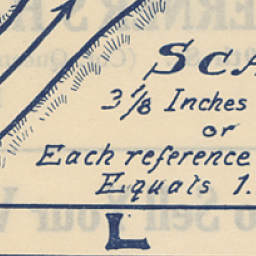 SCA
3 1/8 Inches
or
Each reference
Equals 1.
L